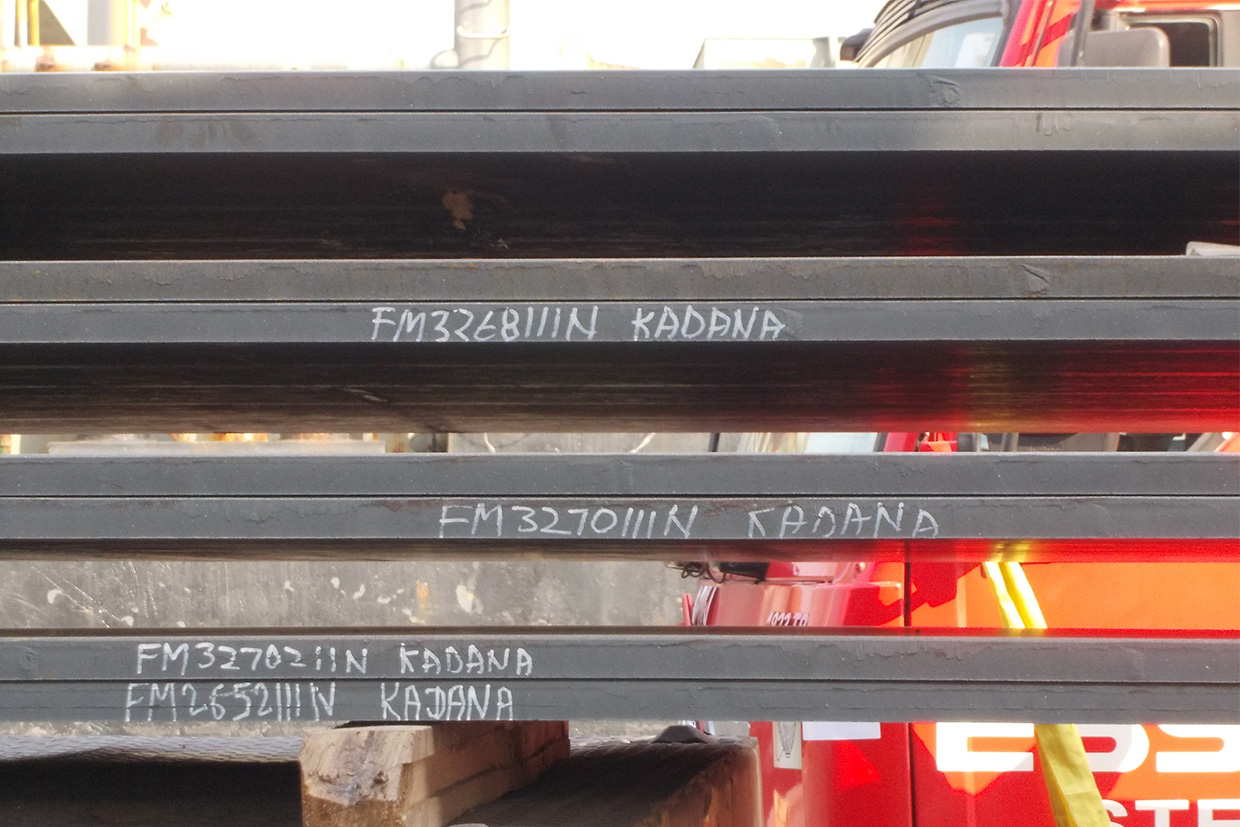 FM3268111N KADANA
FM3270111N KADANA
FM3270211N KADANA
FM2652111N KADANA